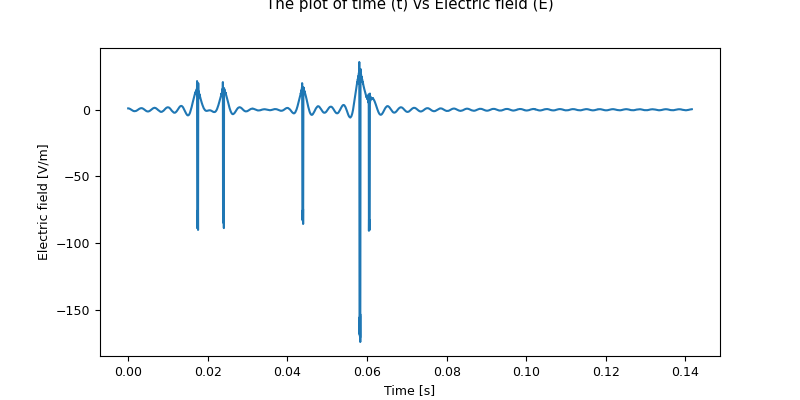 The plot of time (t) vs Electric field (E)
0
−50
−100
−150
Electric field [V/m]
0.00 0.02 0.04 0.06 0.08 0.10 0.12 0.14
Time [s]